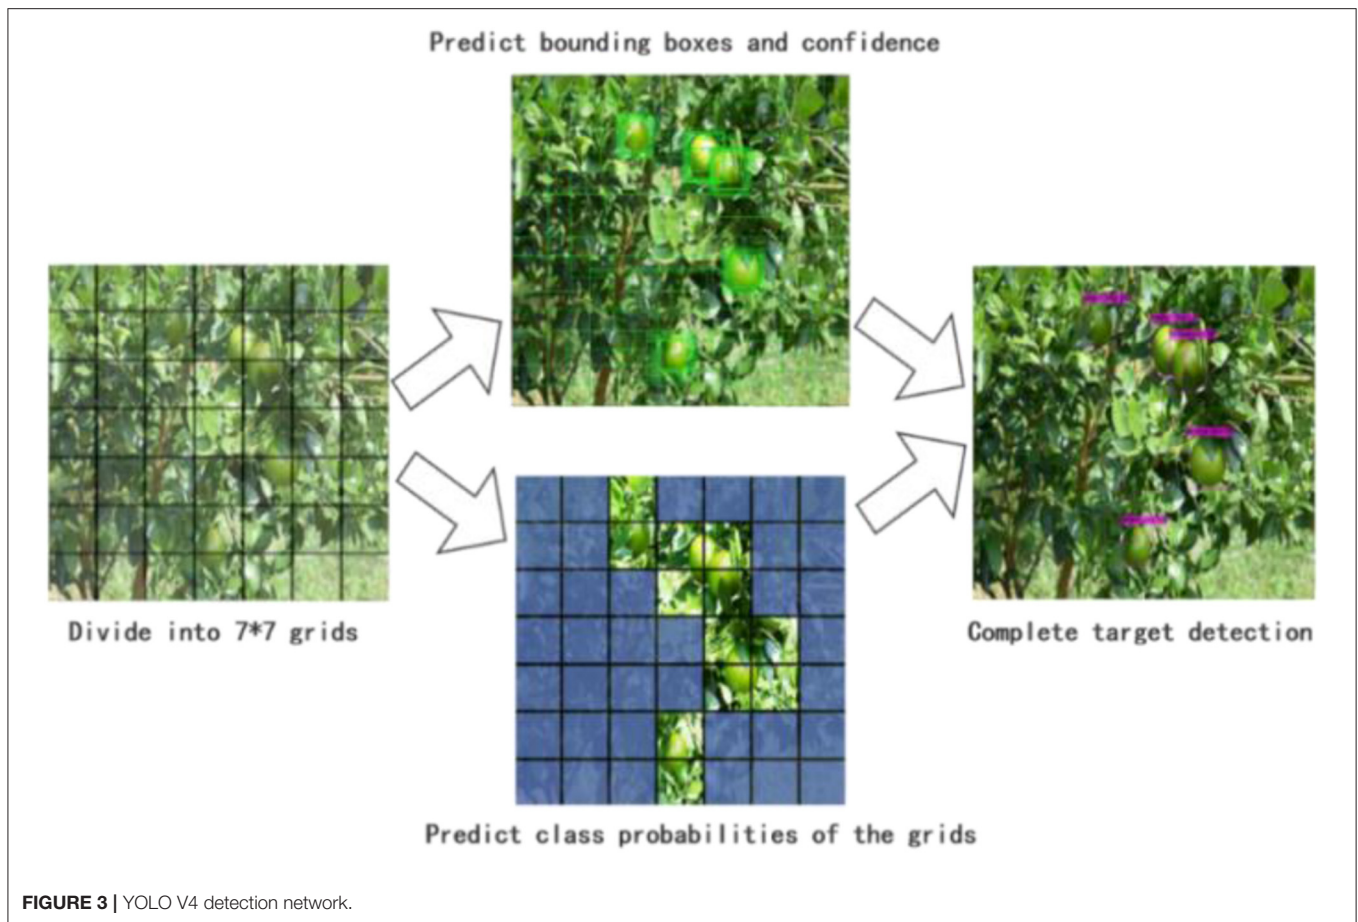 Predict bounding boxes and confidence
Divide into 7*7 grids
Complete target detection
Predict class probabilities of the grids
FIGURE 3 | YOLO V4 detection network.